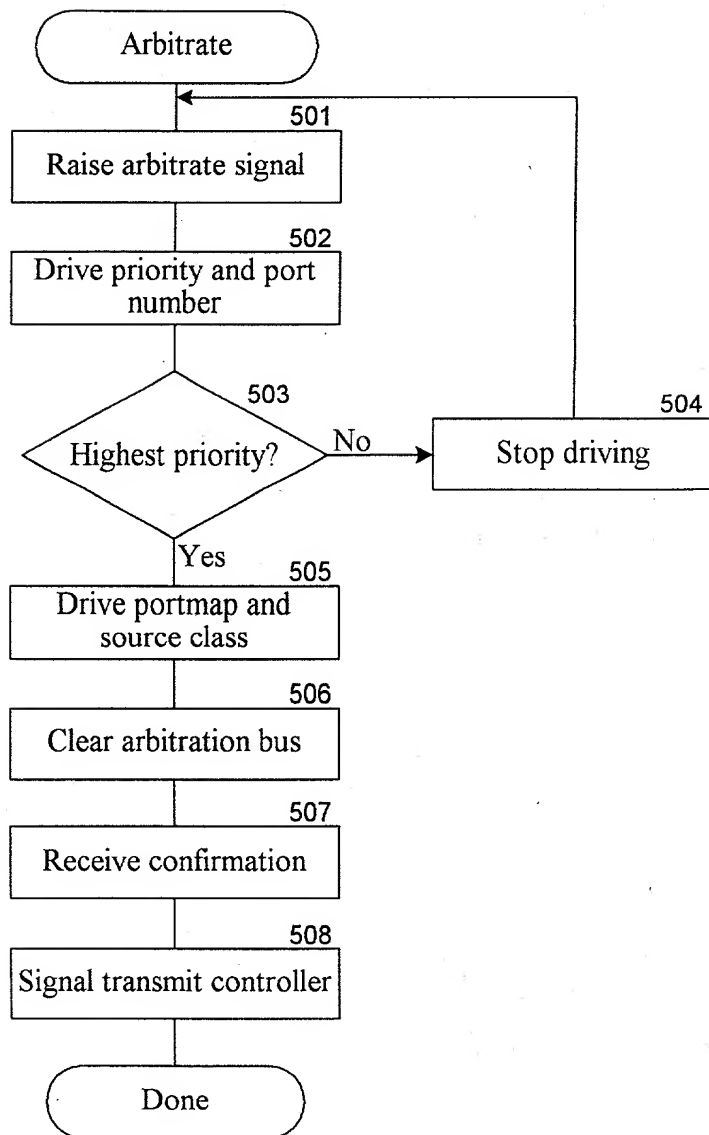 Arbitrate
501
Raise arbitrate signal
502
Drive priority and port
number
503
Highest priority?
No
504
Stop driving
Yes
505
Drive portmap and
source class
506
Clear arbitration bus
507
Receive confirmation
508
Signal transmit controller
Done